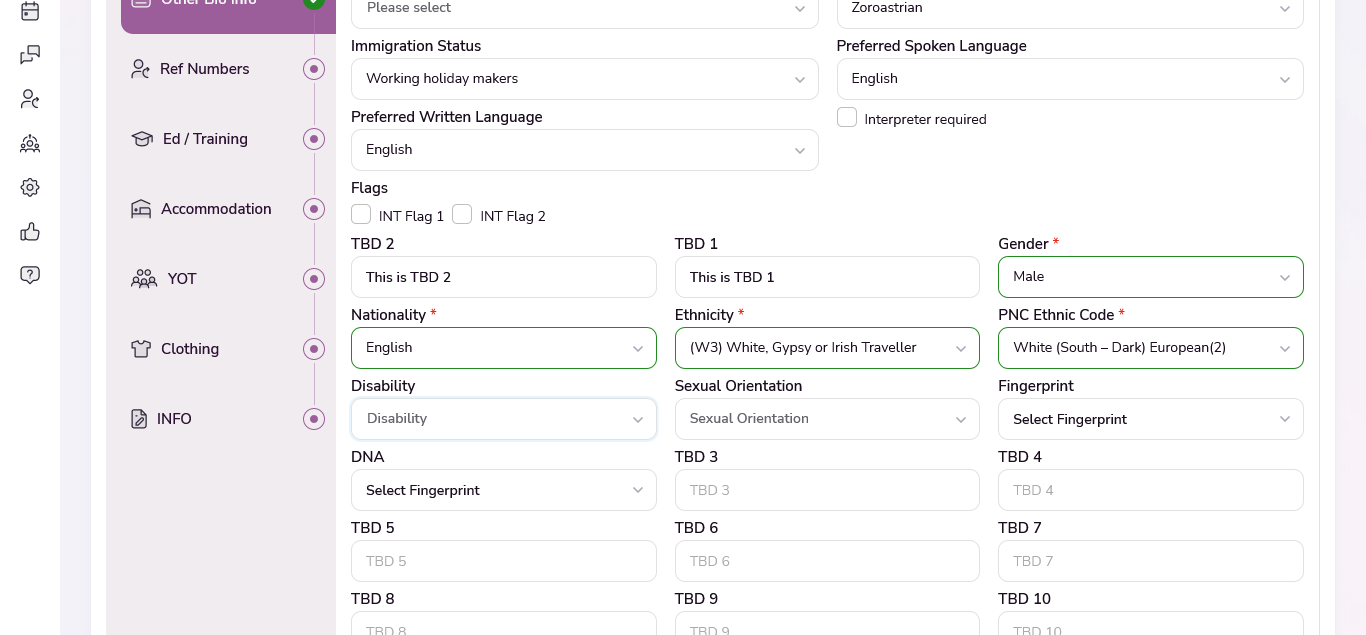 Other Bio Info
Please select
Zoroastrian
Ref Numbers
Immigration Status
Preferred Spoken Language
Working holiday makers
English
Preferred Written Language
Interpreter required
Ed / Training
English
Flags
Accommodation
INT Flag 1
INT Flag 2
TBD 2
TBD 1
Gender *
YOT
This is TBD 2
This is TBD 1
Male
Nationality *
Ethnicity *
PNC Ethnic Code *
Clothing
English
(W3) White, Gypsy or Irish Traveller
White (South – Dark) European(2)
Disability
Sexual Orientation
Fingerprint
INFO
Disability
Sexual Orientation
Select Fingerprint
DNA
TBD 3
TBD 4
Select Fingerprint
TBD 3
TBD 4
TBD 5
TBD 6
TBD 7
TBD 5
TBD 6
TBD 7
TBD 8
TBD 9
TBD 10
TBD 8
TBD 9
TBD 10